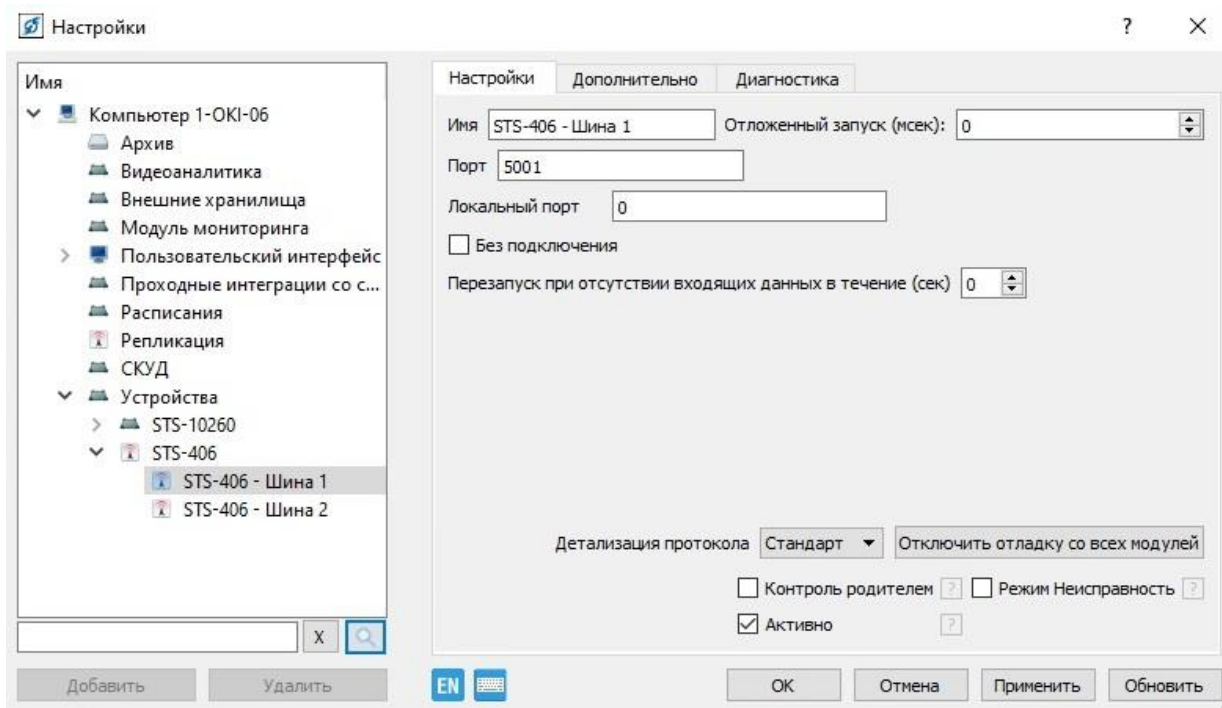 Настройки
?
Имя
Компьютер 1-OKI-06
Архив
Видеоаналитика
Внешние хранилища
Модуль мониторинга
Пользовательский интерфейс
Проходные интеграции со с...
Расписания
Репликация
СКУД
Устройства
STS-10260
STS-406
STS-406 - Шина 1
STS-406 - Шина 2
X
Добавить Удалить
Настройки Дополнительно Диагностика
Имя STS-406 - Шина 1 Отложенный запуск (мсек): 0
Порт 5001
Локальный порт 0
Без подключения
Перезапуск при отсутствии входящих данных в течение (сек) 0
Детализация протокола Стандарт Отключить отладку со всех модулей
Контроль родителем ? Режим Неисправность ?
Активно ?
EN OK Отмена Применить Обновить